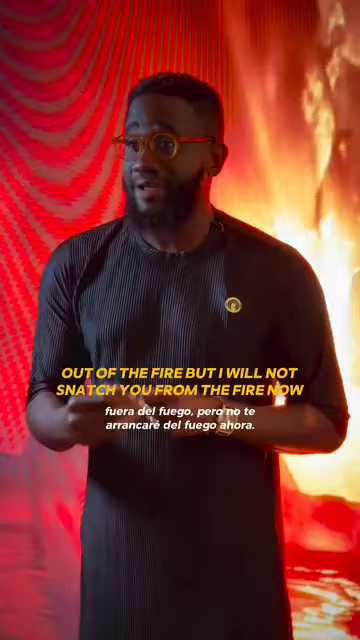 OUT OF THE FIRE BUT I WILL NOT
SNATCH YOU FROM THE FIRE NOW
fuera del fuego, pero no te
arrancaré del fuego ahora.